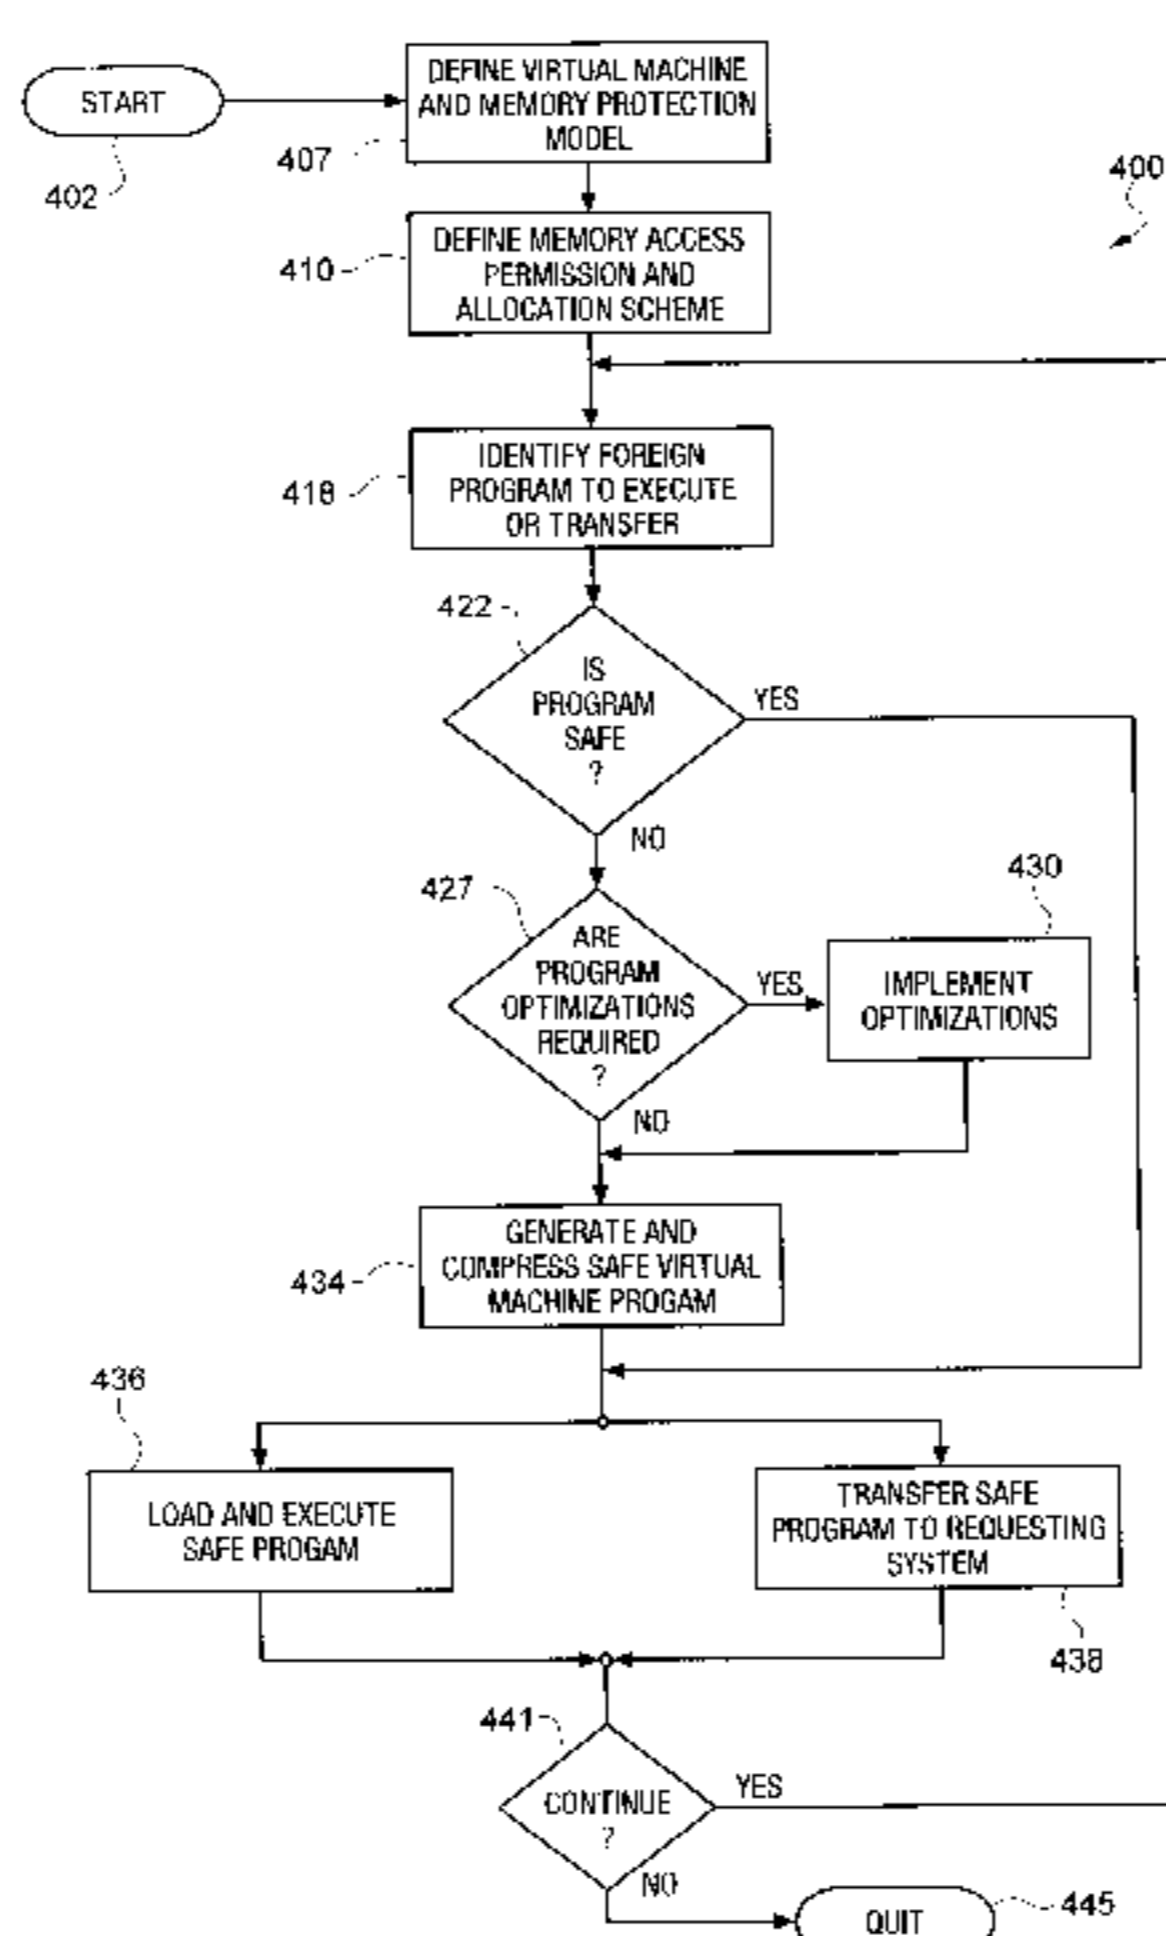 START
402
DEFINE VIRTUAL MACHINE
AND MEMORY PROTECTION
MODEL
407
400
DEFINE MEMORY ACCESS
PERMISSION AND
ALLOCATION SCHEME
410
IDENTIFY FOREIGN
PROGRAM TO EXECUTE
OR TRANSFER
418
422
IS
PROGRAM
SAFE
?
YES
NO
427
ARE
PROGRAM
OPTIMIZATIONS
REQUIRED
?
YES
430
IMPLEMENT
OPTIMIZATIONS
NO
GENERATE AND
COMPRESS SAFE VIRTUAL
MACHINE PROGAM
434
436
LOAD AND EXECUTE
SAFE PROGAM
TRANSFER SAFE
PROGRAM TO REQUESTING
SYSTEM
438
441
CONTINUE
?
YES
NO
QUIT
445